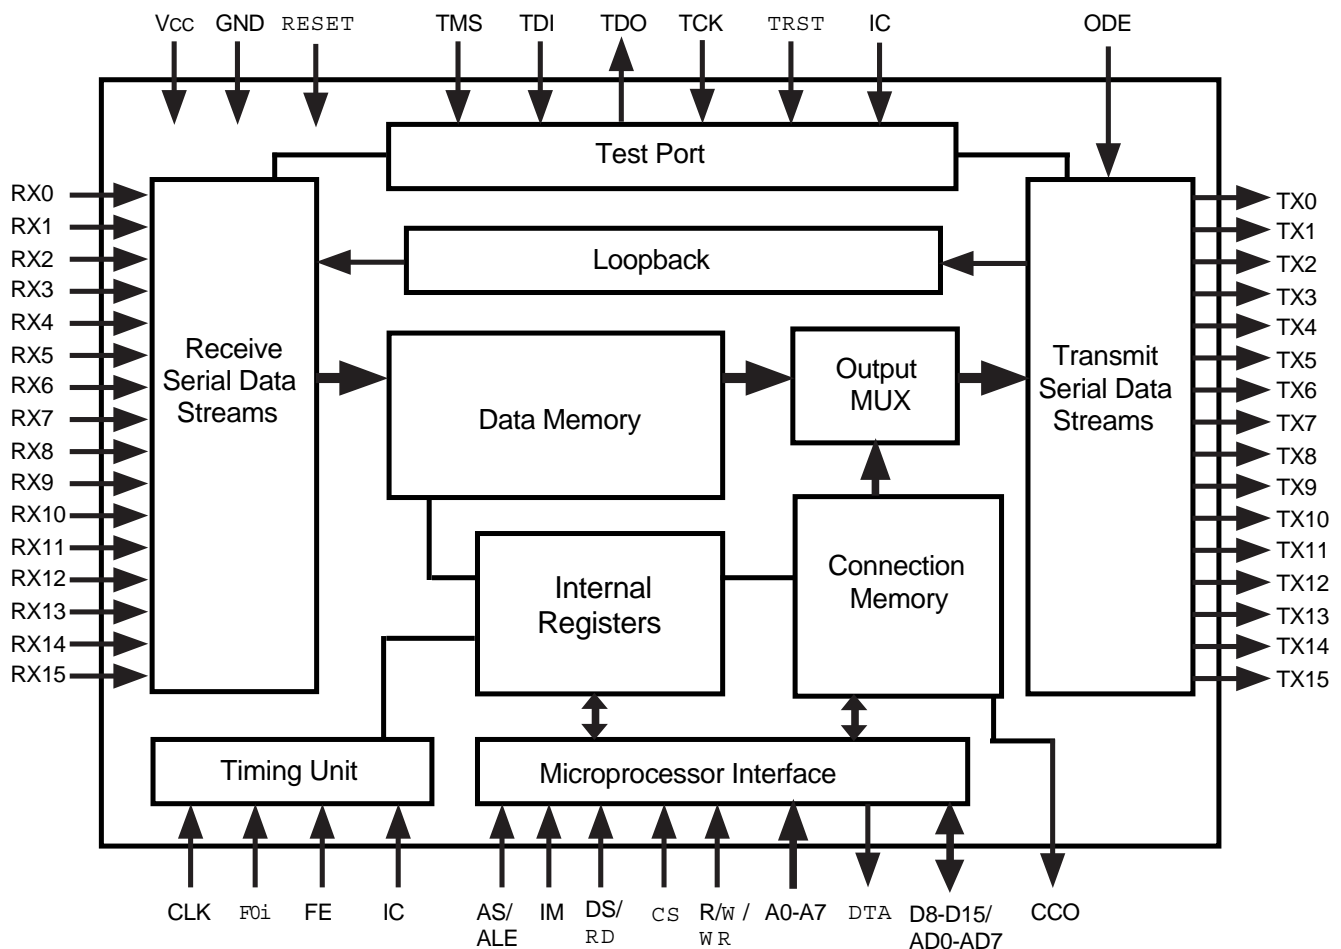 Vcc GND RESET TMS TDI TDO TCK TRST IC ODE
Test Port
RX0
RX1
RX2
RX3
RX4
RX5
RX6
RX7
RX8
RX9
RX10
RX11
RX12
RX13
RX14
RX15
Receive
Serial Data
Streams
Loopback
Data Memory
Output
MUX
Transmit
Serial Data
Streams
TX0
TX1
TX2
TX3
TX4
TX5
TX6
TX7
TX8
TX9
TX10
TX11
TX12
TX13
TX14
TX15
Internal
Registers
Connection
Memory
Timing Unit
Microprocessor Interface
CLK F0i FE IC
AS/
ALE
IM
DS/
RD
CS
R/W/
WR
A0-A7
DTA
D8-D15/
AD0-AD7
CCO